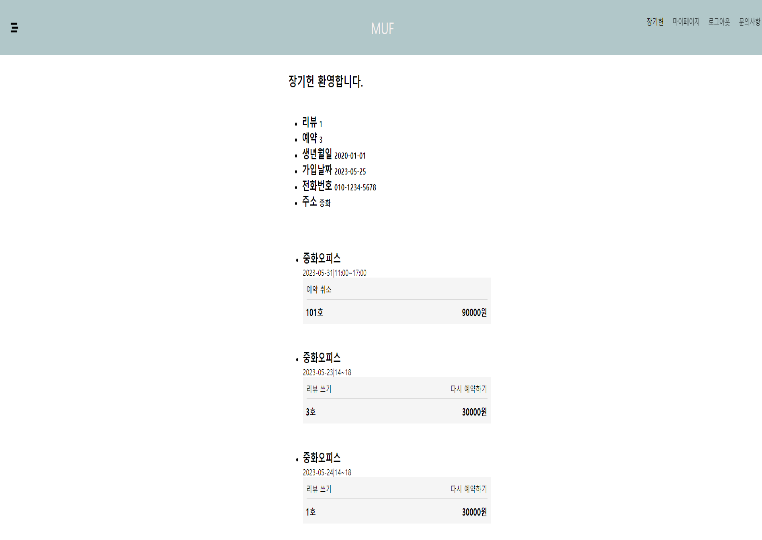 MUF
장기헌 마이페이지 로그아웃 문의사항
장기헌 환영합니다.
리뷰 1
예약 3
생년월일 2020-01-01
가입날짜 2023-05-25
전화번호 010-1234-5678
주소 중화
중화오피스
2023-05-31|11:00~17:00
예약 취소
101호 90000원
중화오피스
2023-05-23|14~18
리뷰 쓰기 다시 예약하기
3호 30000원
중화오피스
2023-05-24|14~18
리뷰 쓰기 다시 예약하기
1호 30000원